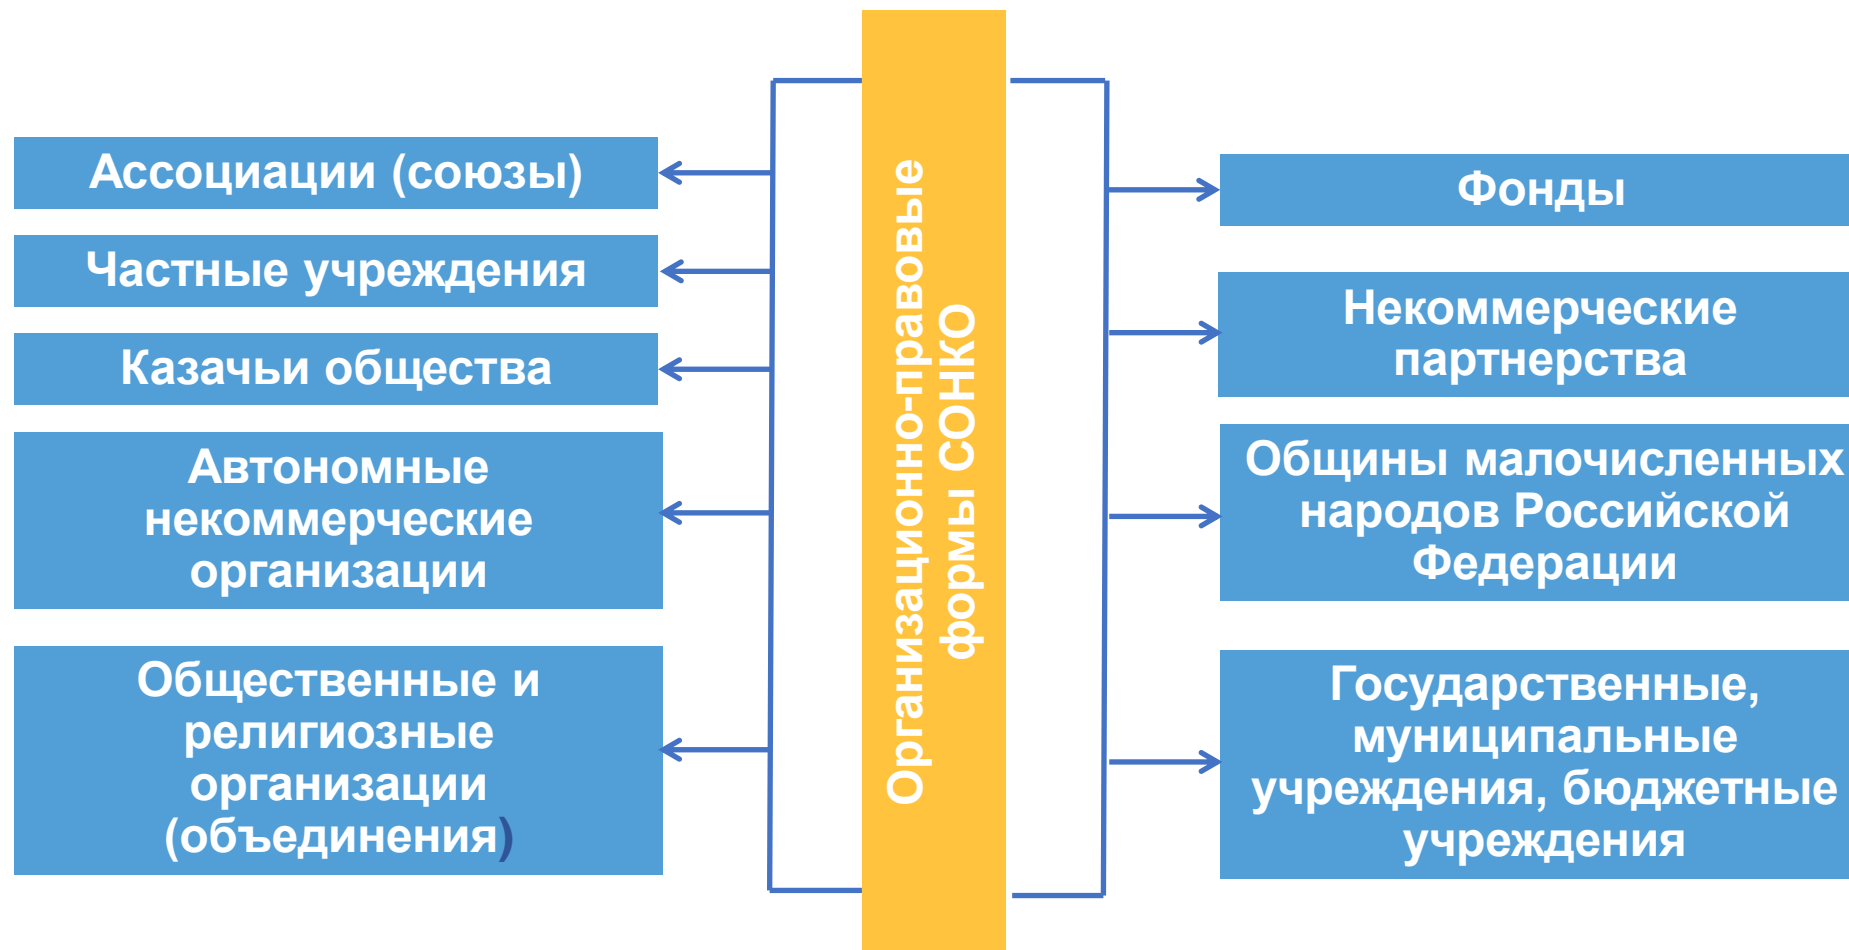 Ассоциации (союзы)
Частные учреждения
Казачьи общества
Автономные
некоммерческие
организации
Общественные и
религиозные
организации
(объединения)
Организационно-правовые
формы СОНКО
Фонды
Некоммерческие
партнерства
Общины малочисленных
народов Российской
Федерации
Государственные,
муниципальные
учреждения, бюджетные
учреждения